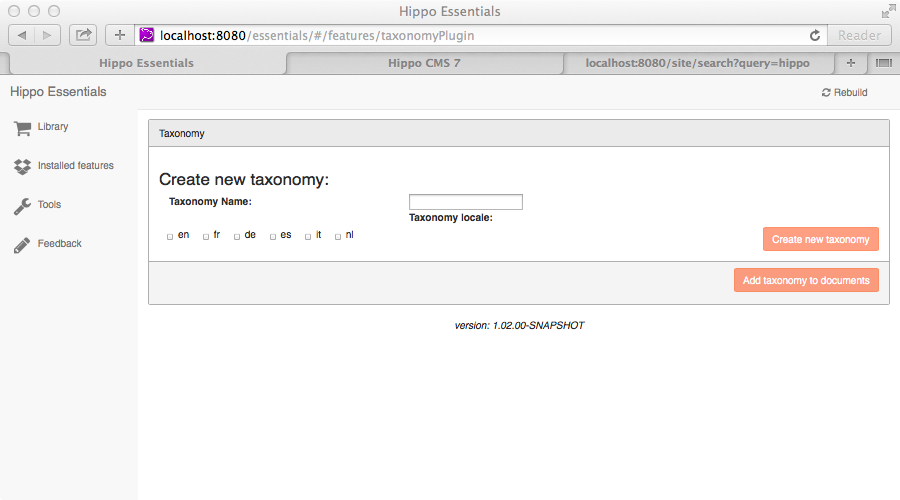 Hippo Essentials
localhost:8080/essentials/#/features/taxonomyPlugin
Reader
Hippo Essentials
Hippo CMS 7
localhost:8080/site/search?query=hippo
Hippo Essentials
Rebuild
Library
Installed features
Tools
Feedback
Taxonomy
Create new taxonomy:
Taxonomy Name:
Taxonomy locale:
en fr de es it nl
Create new taxonomy
Add taxonomy to documents
version: 1.02.00-SNAPSHOT